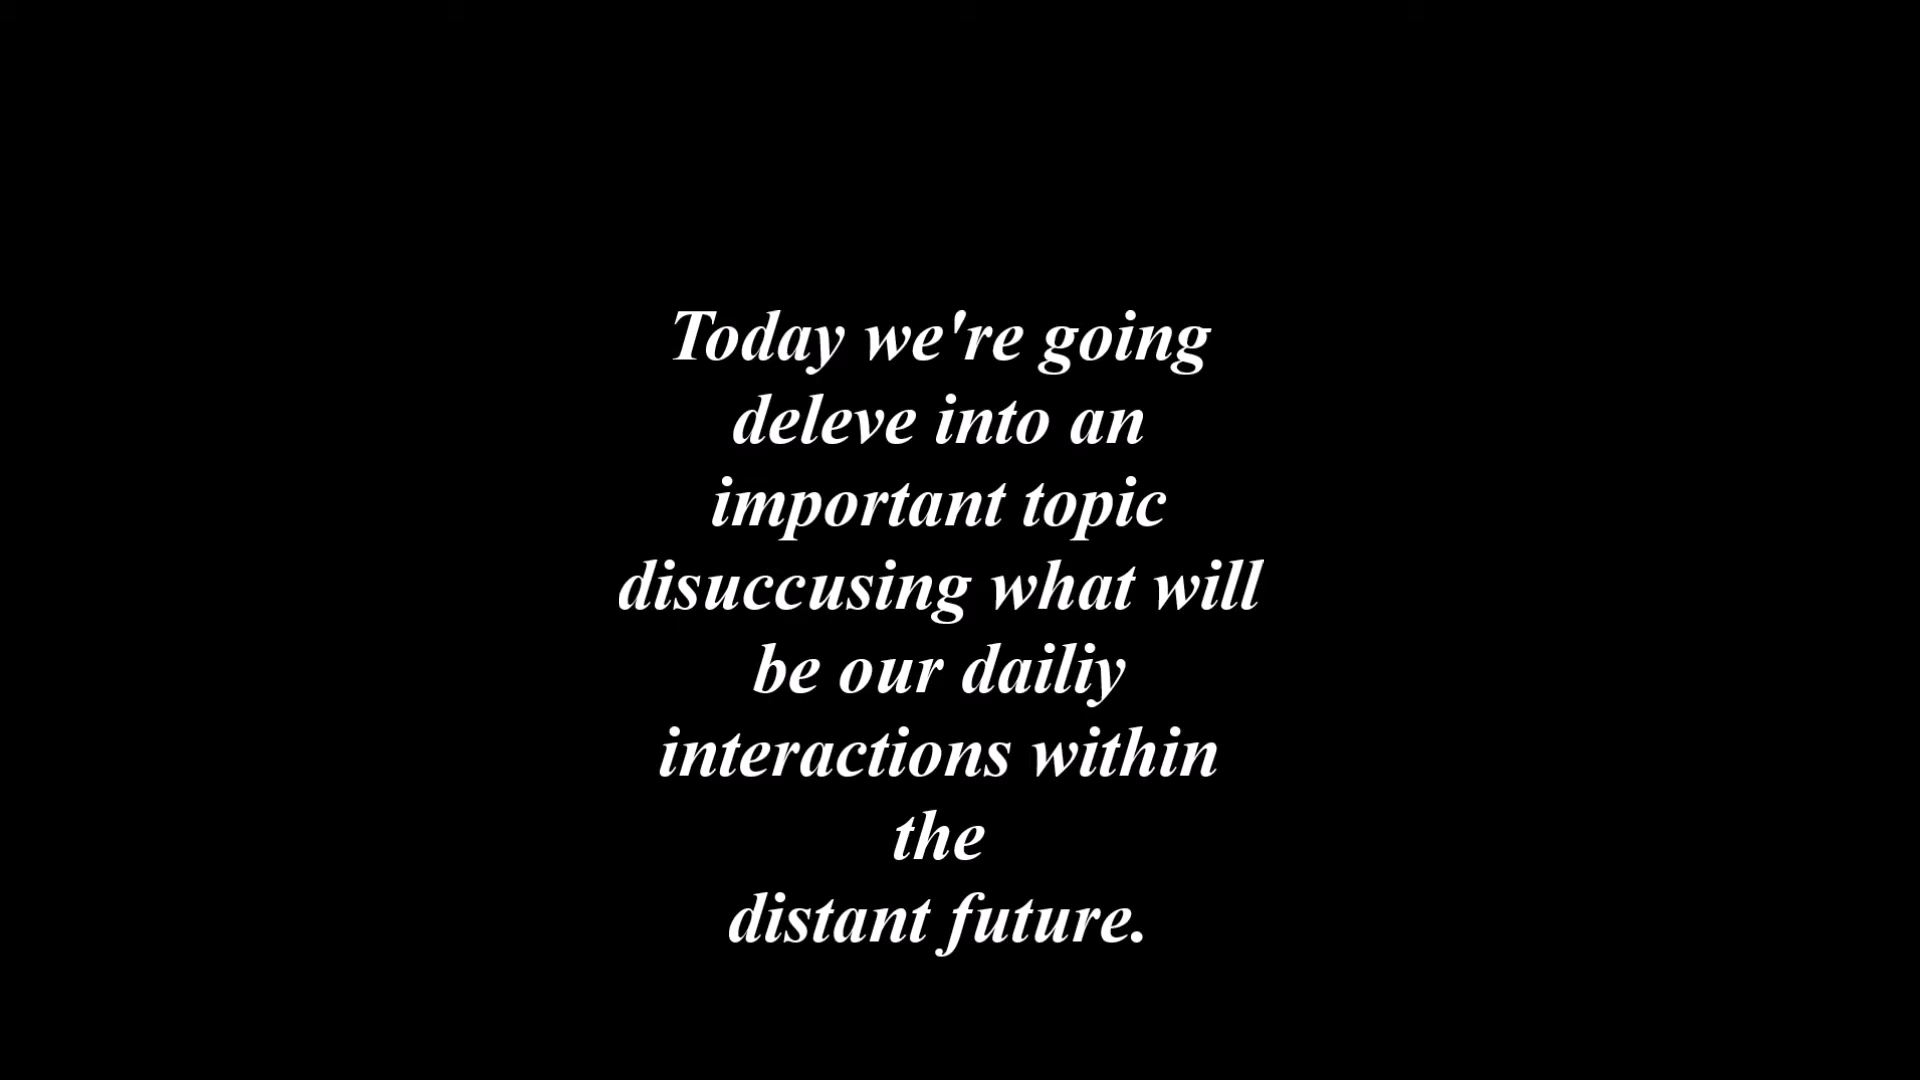 Today we're going
deleve into an
important topic
disuccusing what will
be our dailiy
interactions within
the
distant future.